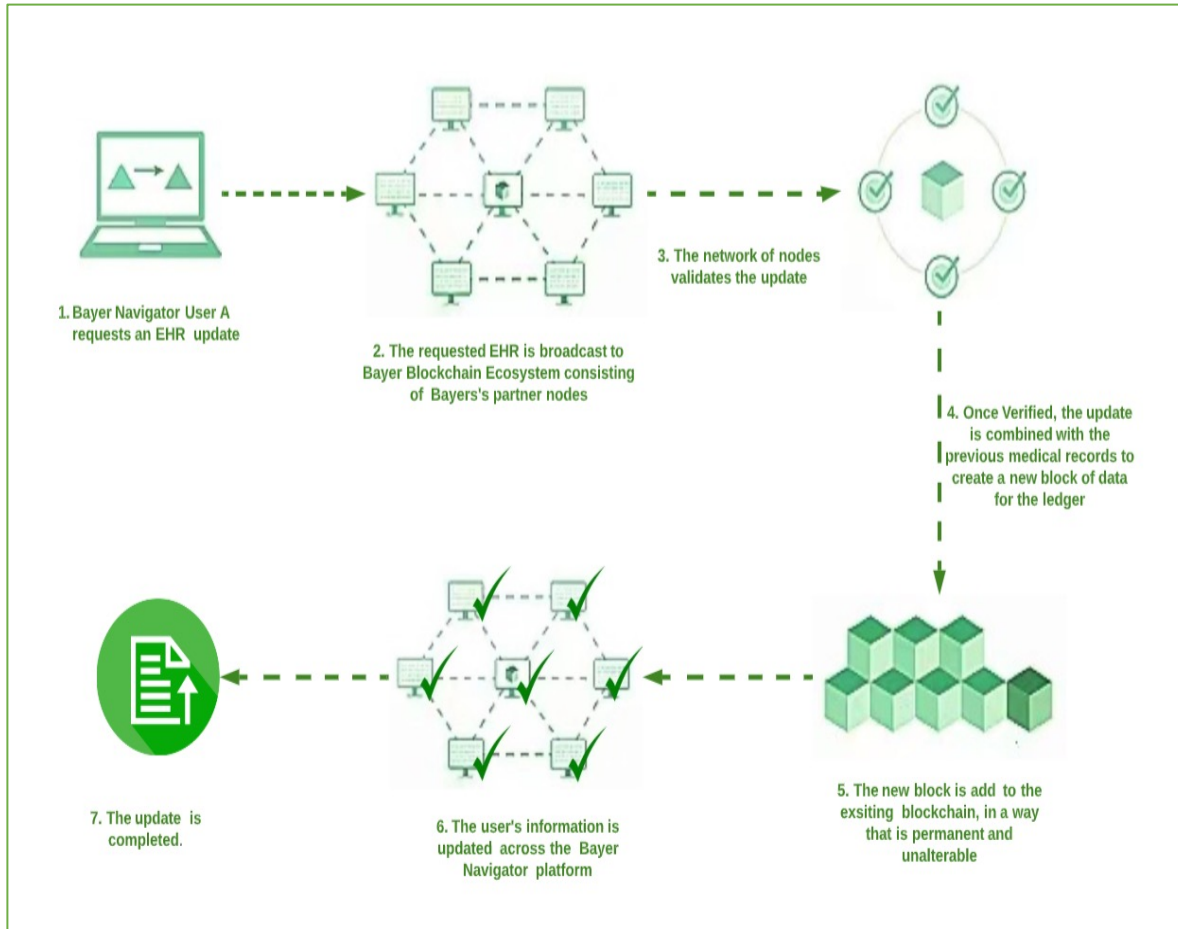 1. Bayer Navigator User A
requests an EHR update
2. The requested EHR is broadcast to
Bayer Blockchain Ecosystem consisting
of Bayers's partner nodes
3. The network of nodes
validates the update
4. Once Verified, the update
is combined with the
previous medical records to
create a new block of data
for the ledger
5. The new block is add to the
exsiting blockchain, in a way
that is permanent and
unalterable
6. The user's information is
updated across the Bayer
Navigator platform
7. The update is
completed.